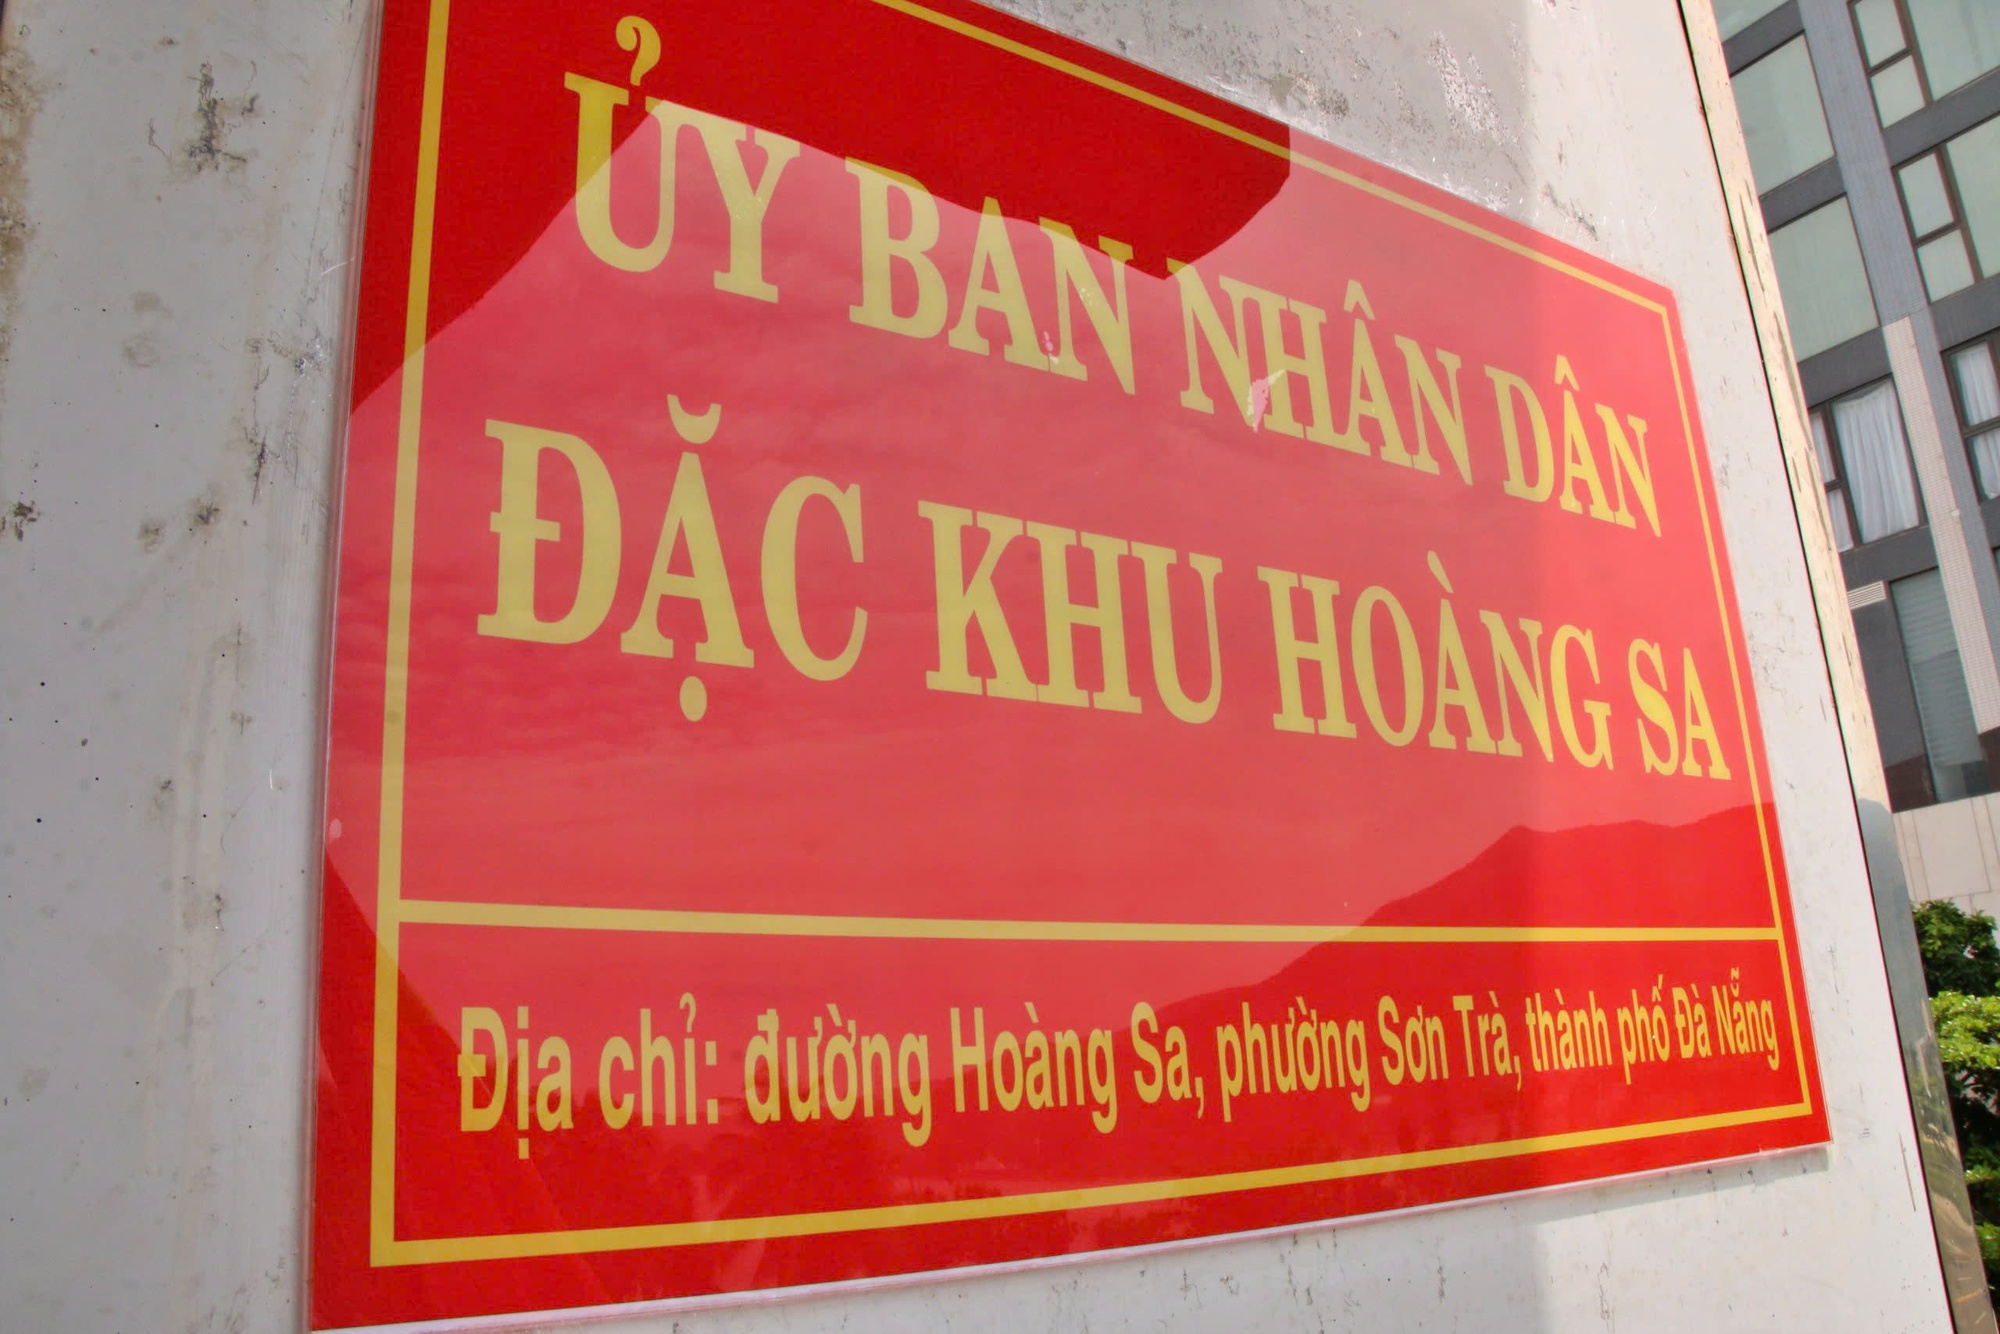 ỦY BAN NHÂN DÂN
ĐẶC KHU HOÀNG SA
Địa chỉ: đường Hoàng Sa, phường Sơn Trà, thành phố Đà Nẵng